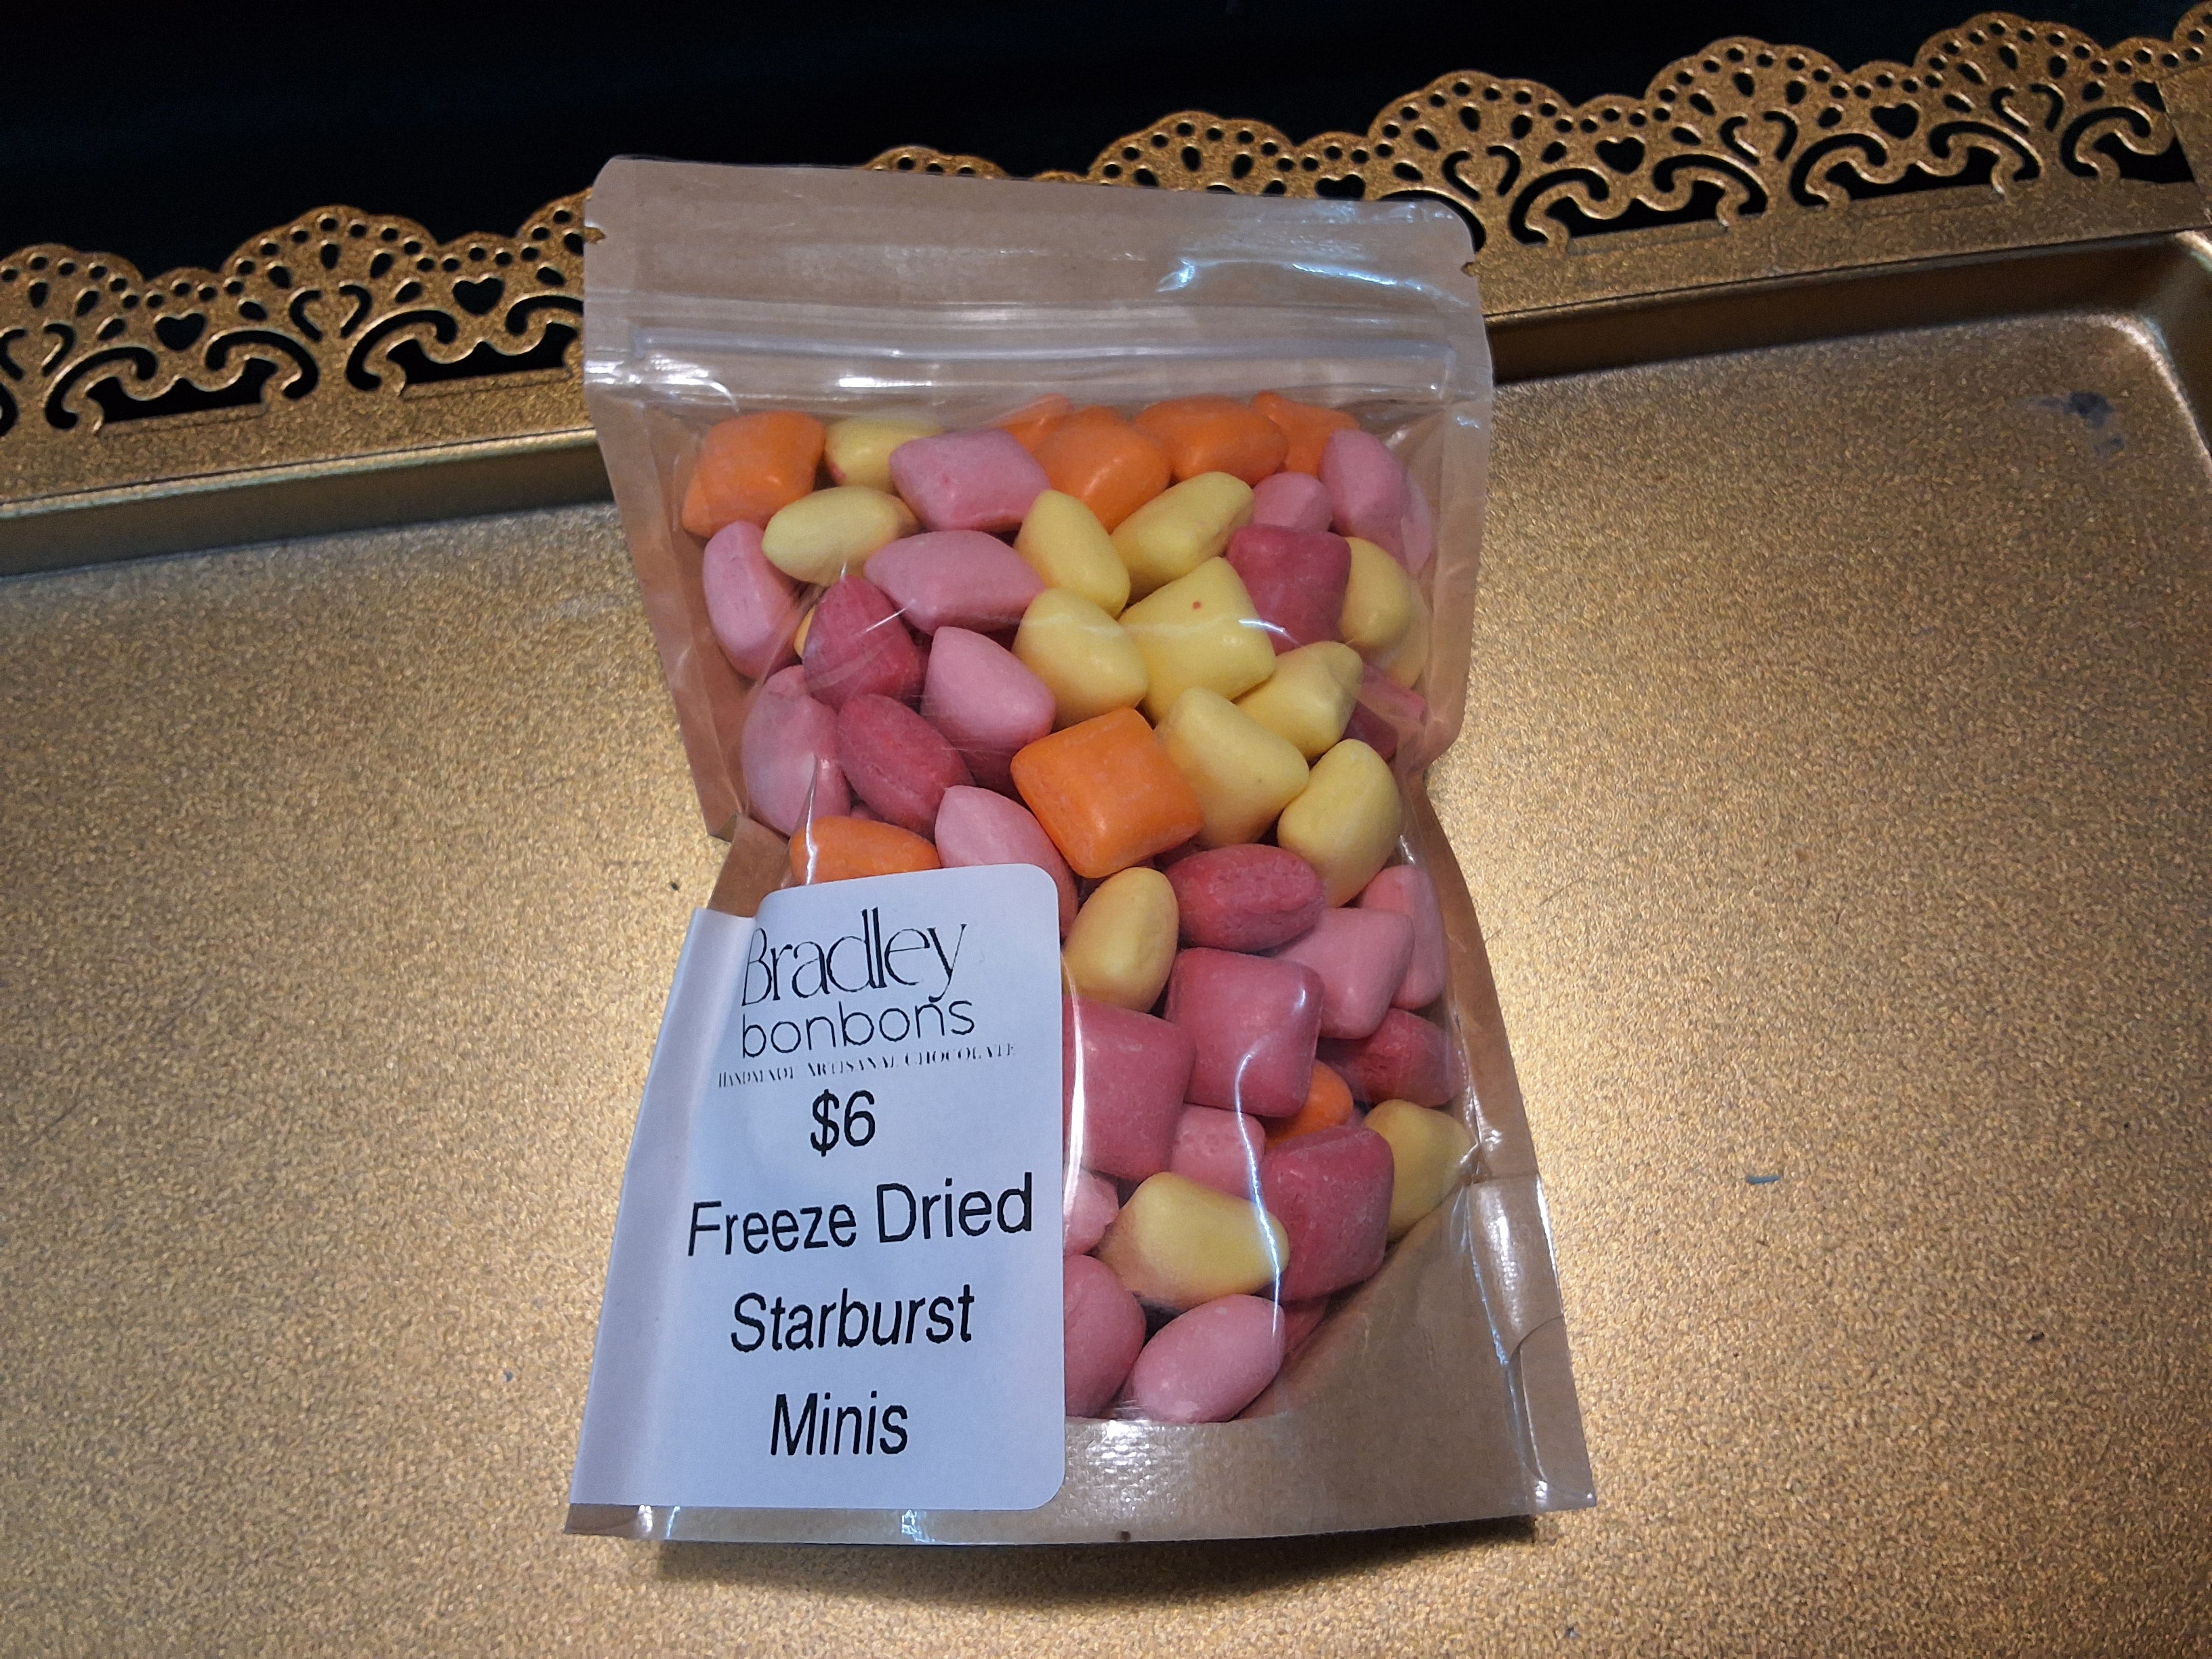 Bradley
bonbons
HANDMADE ARTISANAL CHOCOLATE
$6
Freeze Dried
Starburst
Minis